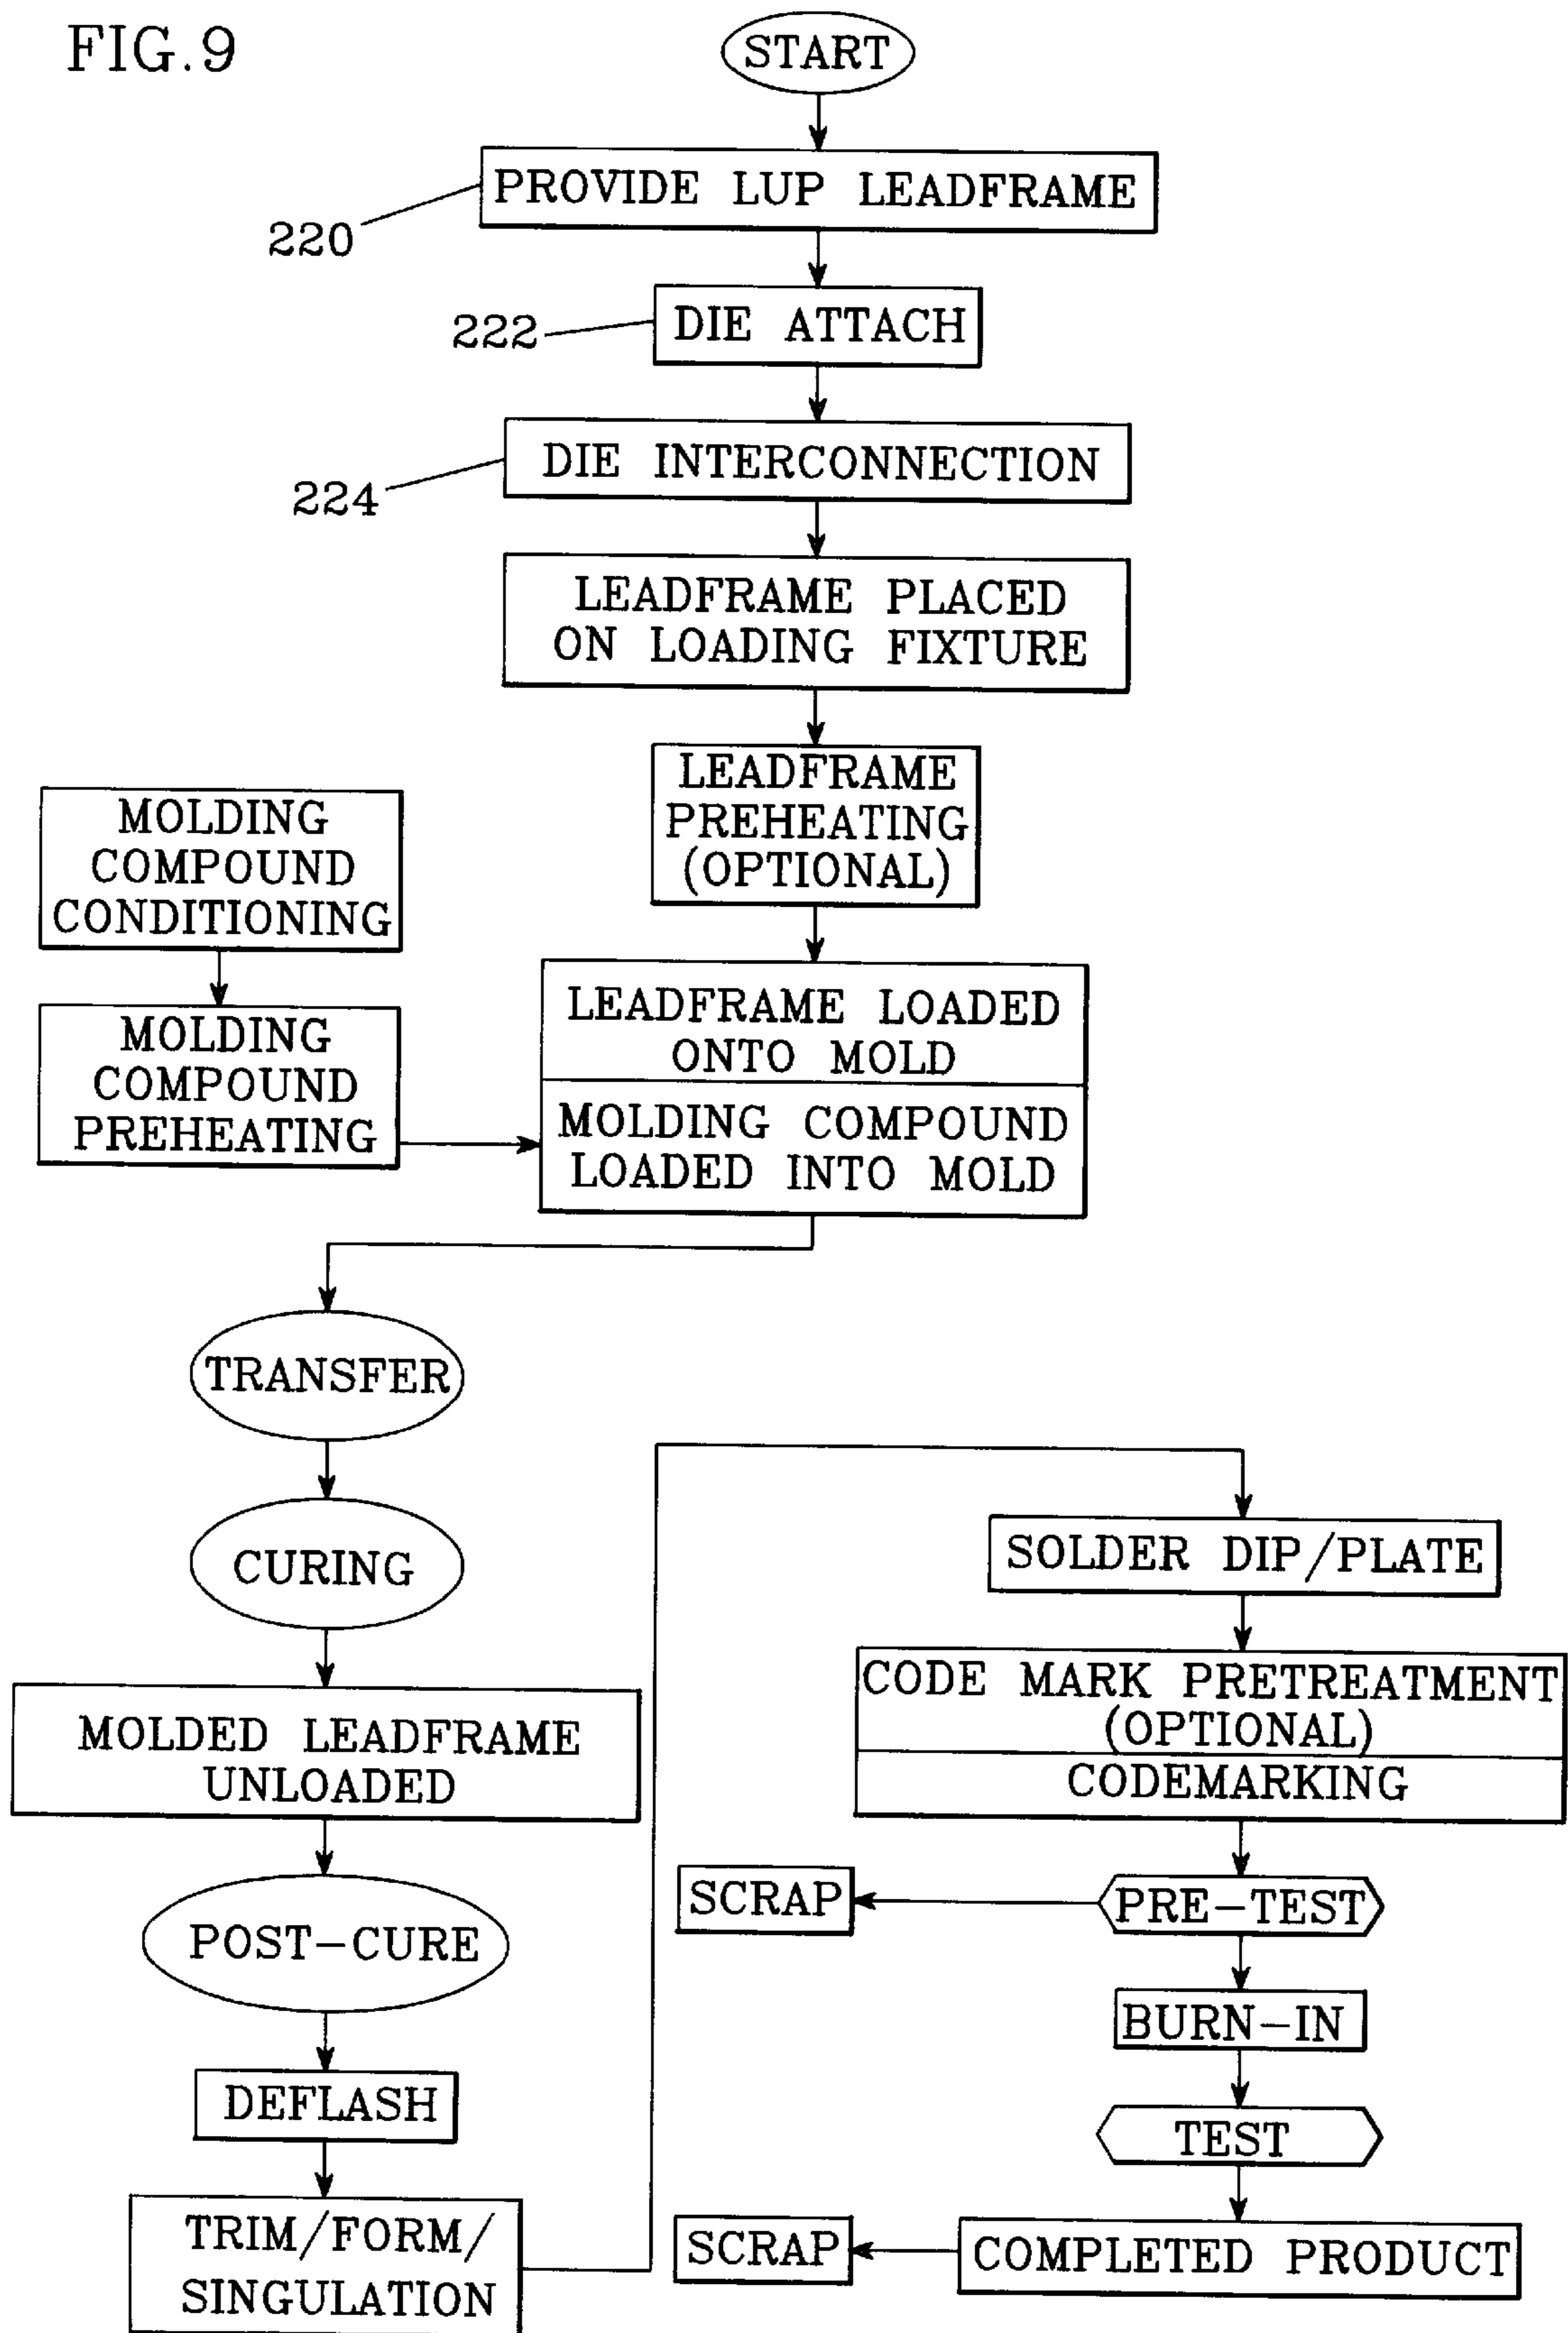 FIG.9
START
PROVIDE LUP LEADFRAME
220
DIE ATTACH
222
DIE INTERCONNECTION
224
LEADFRAME PLACED
ON LOADING FIXTURE
LEADFRAME
PREHEATING
(OPTIONAL)
MOLDING
COMPOUND
CONDITIONING
MOLDING
COMPOUND
PREHEATING
LEADFRAME LOADED
ONTO MOLD
MOLDING COMPOUND
LOADED INTO MOLD
TRANSFER
CURING
MOLDED LEADFRAME
UNLOADED
POST-CURE
DEFLASH
TRIM/FORM/
SINGULATION
SOLDER DIP/PLATE
CODE MARK PRETREATMENT
(OPTIONAL)
CODEMARKING
PRE-TEST
SCRAP
BURN-IN
TEST
COMPLETED PRODUCT
SCRAP